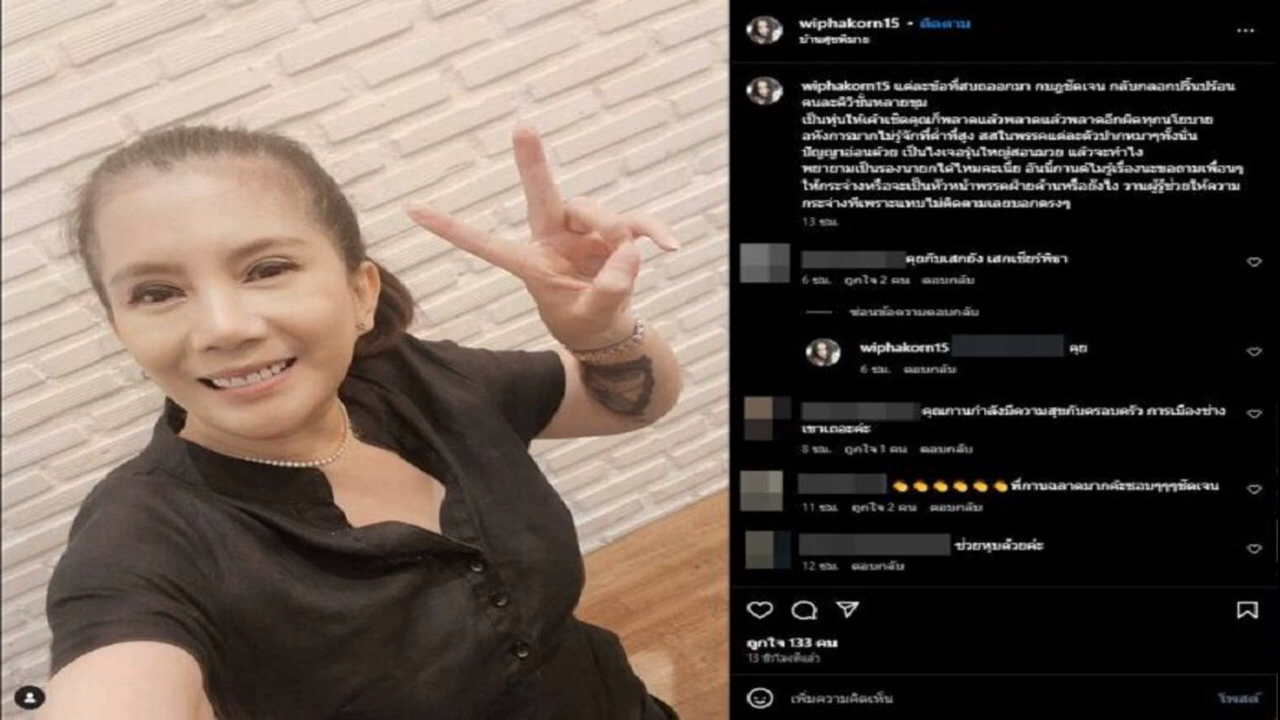 wiphakorn15 • ติดตาม
บ้านสุขพิมาย
wiphakorn15 แต่ละข้อที่สบถออกมา กบฏชัดเจน กลับกลอกปริ้นปร้อน
คนละดิวิชั่นหลายขุม
เป็นหุ่นให้เค้าเชิดคุณก็พลาดแล้วพลาดแล้วพลาดอีกผิดทุกนโยบาย
อหังการมากไม่รู้จักที่ต่ำที่สูง สสในพรรคแต่ละตัวปากหมาๆทั้งนั้น
ปัญญาอ่อนด้วย เป็นไงเจอรุ่นใหญ่สอนมวย แล้วจะทำไง
พยายามเป็นรองนายกได้ไหมคะเนี่ย อันนี้กานต์ไม่รู้เรื่องนะขอถามเพื่อนๆ
ให้กระจ่างหรือจะเป็นหัวหน้าพรรคฝ่ายค้านหรือยังไง วานผู้รู้ช่วยให้ความ
กระจ่างทีเพราะแทบไม่ติดตามเลยบอกตรงๆ
13 ชม.
คุยกับเสกยัง เสกเชียร์พิธา
6 ชม. ถูกใจ 2 คน ตอบกลับ
ซ่อนข้อความตอบกลับ
wiphakorn15 คุย
6 ชม. ตอบกลับ
คุณกานกำลังมีความสุขกับครอบครัว การเมืองช่าง
เขาเถอะค่ะ
8 ชม. ถูกใจ 1 คน ตอบกลับ
👏👏👏👏👏👏พี่กานฉลาดมากค่ะชอบๆๆๆชัดเจน
11 ชม. ถูกใจ 2 คน ตอบกลับ
ช่วยหุบด้วยค่ะ
12 ชม. ตอบกลับ
ถูกใจ 133 คน
13 ชั่วโมงที่แล้ว
เพิ่มความคิดเห็น
โพสต์